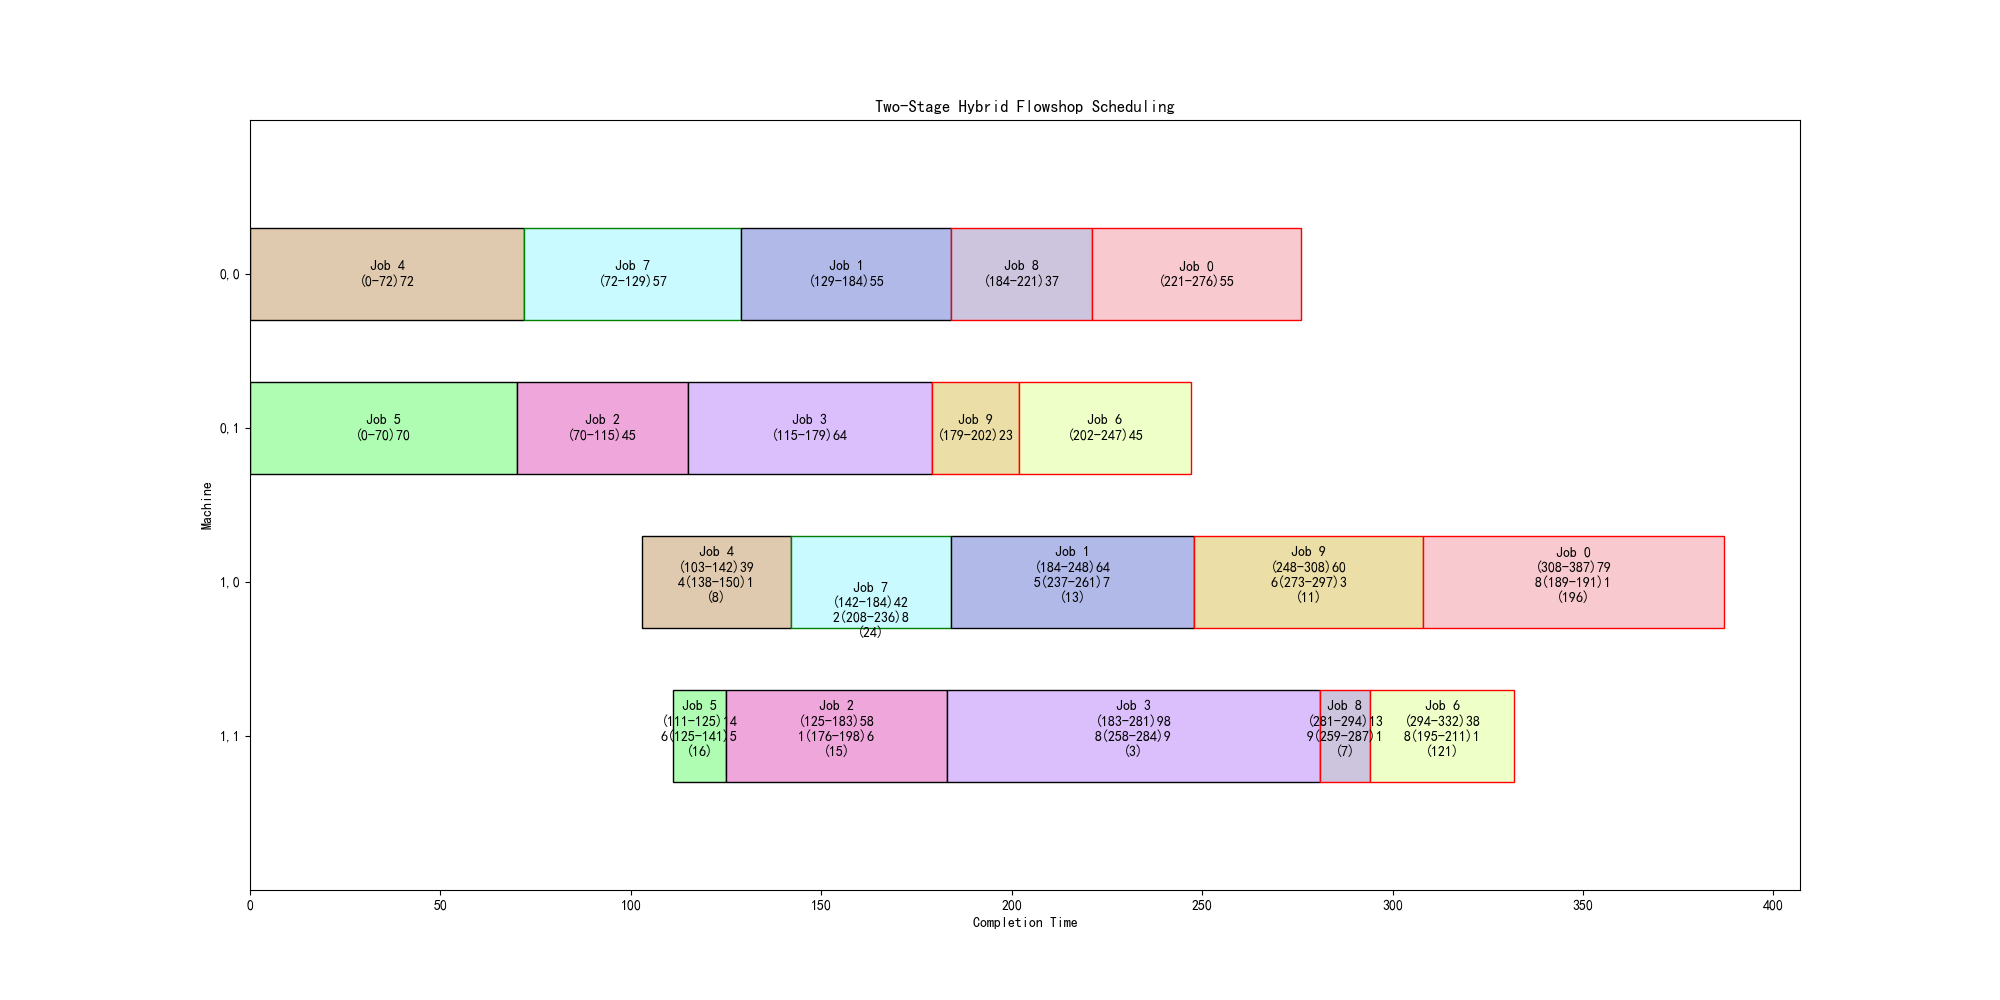 Two-Stage Hybrid Flowshop Scheduling
0,0
Job 4
(0-72)72
Job 7
(72-129)57
Job 1
(129-184)55
Job 8
(184-221)37
Job 0
(221-276)55
0,1
Job 5
(0-70)70
Job 2
(70-115)45
Job 3
(115-179)64
Job 9
(179-202)23
Job 6
(202-247)45
Machine
1,0
Job 4
(103-142)39
4(138-150)1
(8)
Job 7
(142-184)42
2(208-236)8
(24)
Job 1
(184-248)64
5(237-261)7
(13)
Job 9
(248-308)60
6(273-297)3
(11)
Job 0
(308-387)79
8(189-191)1
(196)
1,1
Job 5
(111-125)14
6(125-141)5
(16)
Job 2
(125-183)58
1(176-198)6
(15)
Job 3
(183-281)98
8(258-284)9
(3)
Job 8
(281-294)13
9(259-287)1
(7)
Job 6
(294-332)38
8(195-211)1
(121)
0
50
100
150
200
250
300
350
400
Completion Time